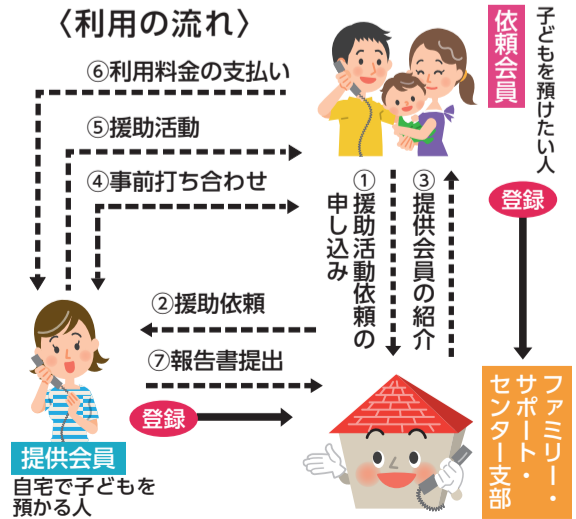 〈利用の流れ〉
⑥利用料金の支払い
⑤援助活動
④事前打ち合わせ
依頼会員
子どもを預けたい人
登録
①援助活動依頼の
申し込み
③提供会員の紹介
②援助依頼
⑦報告書提出
登録
提供会員
自宅で子どもを
預かる人
ファミリー・
サポート・
センター支部